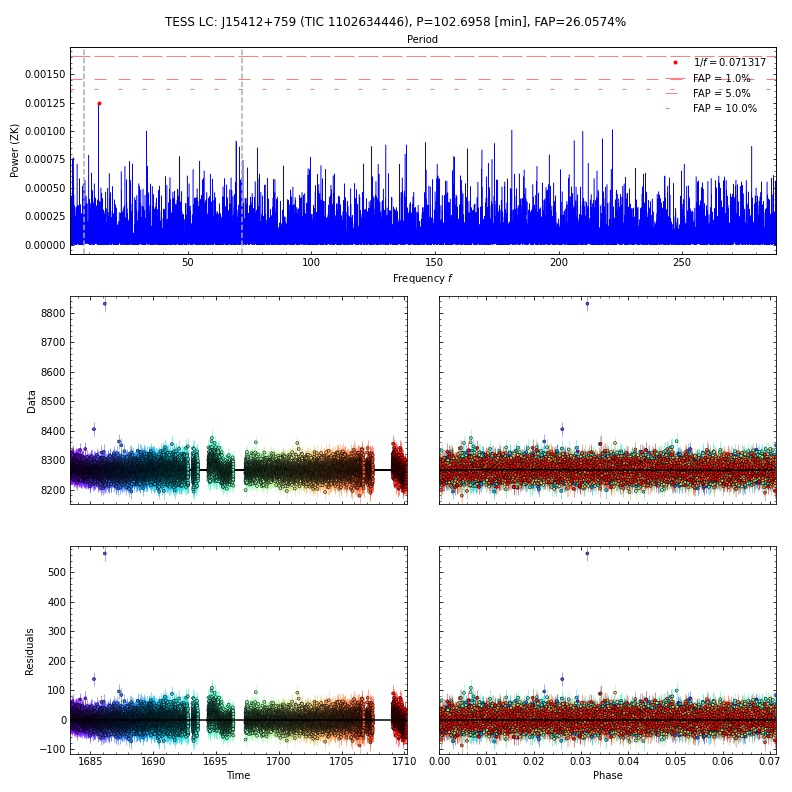 TESS LC: J15412+759 (TIC 1102634446), P=102.6958 [min], FAP=26.0574%
Period
Power (ZK)
0.00150
0.00125
0.00100
0.00075
0.00050
0.00025
0.00000
1/f = 0.071317
FAP = 1.0%
FAP = 5.0%
FAP = 10.0%
50 100 150 200 250
Frequency f
Data
8800
8700
8600
8500
8400
8300
8200
Residuals
500
400
300
200
100
0
−100
1685 1690 1695 1700 1705 1710
Time
0.00 0.01 0.02 0.03 0.04 0.05 0.06 0.07
Phase